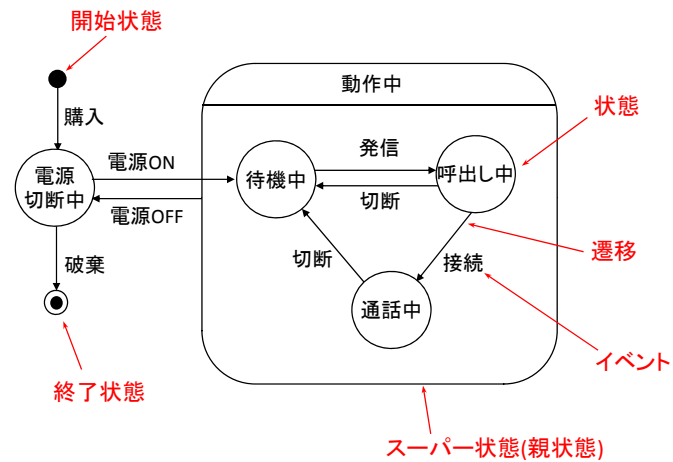 開始状態
動作中
購入
状態
発信
電源ON
電源
切断中
待機中
呼出し中
切断
電源OFF
遷移
破棄
切断
接続
通話中
イベント
終了状態
スーパー状態(親状態)